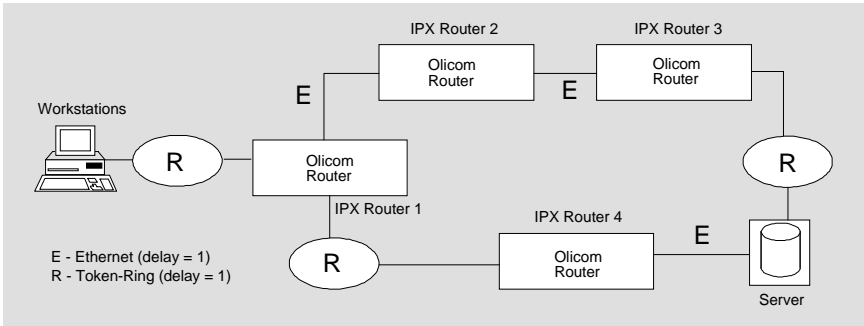 IPX Router 2
IPX Router 3
Olicom
Router
Olicom
Router
E
E
Workstations
R
Olicom
Router
R
IPX Router 1
IPX Router 4
E
R
Olicom
Router
E - Ethernet (delay = 1)
R - Token-Ring (delay = 1)
Server